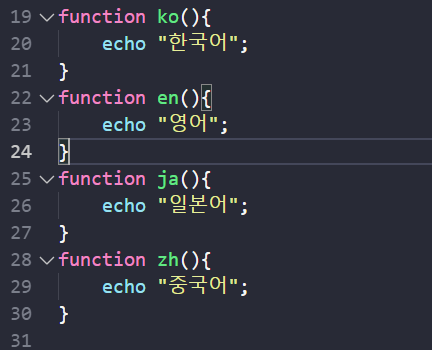 19 function ko(){
20 echo "한국어";
21 }
22 function en(){
23 echo "영어";
24 }
25 function ja(){
26 echo "일본어";
27 }
28 function zh(){
29 echo "중국어";
30 }
31